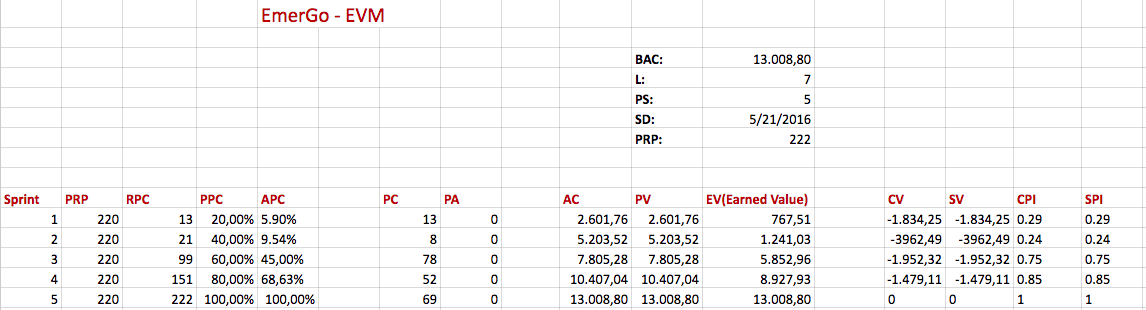 EmerGo - EVM
BAC: 13.008,80
L: 7
PS: 5
SD: 5/21/2016
PRP: 222
Sprint PRP RPC PPC APC PC PA AC PV EV(Earned Value) CV SV CPI SPI
1 220 13 20,00% 5.90% 13 0 2.601,76 2.601,76 767,51 -1.834,25 -1.834,25 0.29 0.29
2 220 21 40,00% 9.54% 8 0 5.203,52 5.203,52 1.241,03 -3962,49 -3962,49 0.24 0.24
3 220 99 60,00% 45,00% 78 0 7.805,28 7.805,28 5.852,96 -1.952,32 -1.952,32 0.75 0.75
4 220 151 80,00% 68,63% 52 0 10.407,04 10.407,04 8.927,93 -1.479,11 -1.479,11 0.85 0.85
5 220 222 100,00% 100,00% 69 0 13.008,80 13.008,80 13.008,80 0 0 1 1